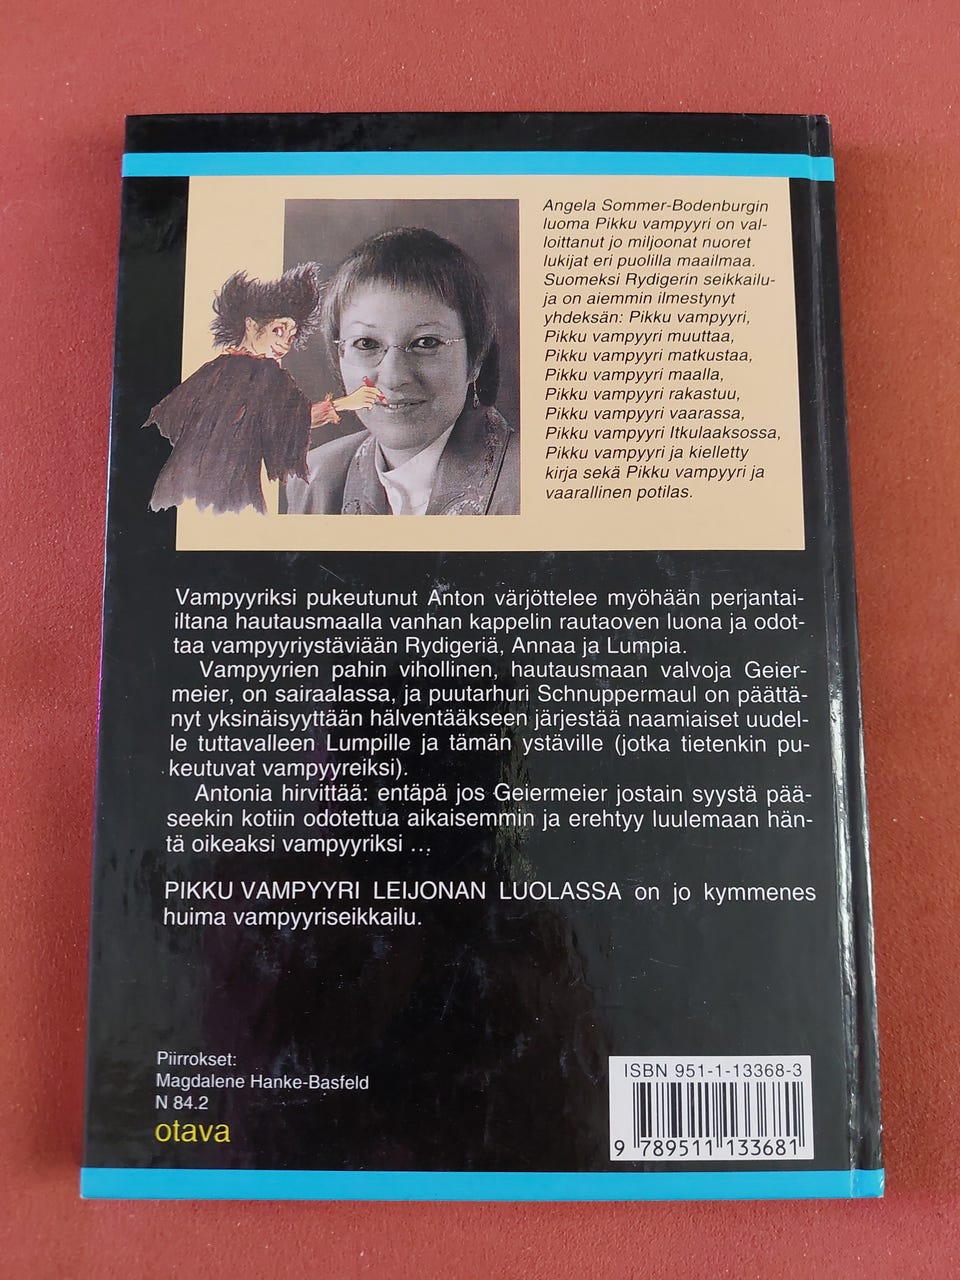 Angela Sommer-Bodenburgin
luoma Pikku vampyyri on val-
loittanut jo miljoonat nuoret
lukijat eri puolilla maailmaa.
Suomeksi Rydigerin seikkailu-
ja on aiemmin ilmestynyt
yhdeksän: Pikku vampyyri,
Pikku vampyyri muuttaa,
Pikku vampyyri matkustaa,
Pikku vampyyri maalla,
Pikku vampyyri rakastuu,
Pikku vampyyri vaarassa,
Pikku vampyyri Itkulaaksossa,
Pikku vampyyri ja kielletty
kirja sekä Pikku vampyyri ja
vaarallinen potilas.
Vampyyriksi pukeutunut Anton värjöttelee myöhään perjantai-
iltana hautausmaalla vanhan kappelin rautaoven luona ja odot-
taa vampyyriystäviään Rydigeriä, Annaa ja Lumpia.
Vampyyrien pahin vihollinen, hautausmaan valvoja Geier-
meier, on sairaalassa, ja puutarhuri Schnuppermaul on päättä-
nyt yksinäisyyttään hälventääkseen järjestää naamiaiset uudel-
le tuttavalleen Lumpille ja tämän ystäville (jotka tietenkin pu-
keutuvat vampyyreiksi).
Antonia hirvittää: entäpä jos Geiermeier jostain syystä pää-
seekin kotiin odotettua aikaisemmin ja erehtyy luulemaan hän-
tä oikeaksi vampyyriksi ...
PIKKU VAMPYYRI LEIJONAN LUOLASSA on jo kymmenes
huima vampyyriseikkailu.
Piirrokset:
Magdalene Hanke-Basfeld
N 84.2
otava
ISBN 951-1-13368-3
9 789511 133681